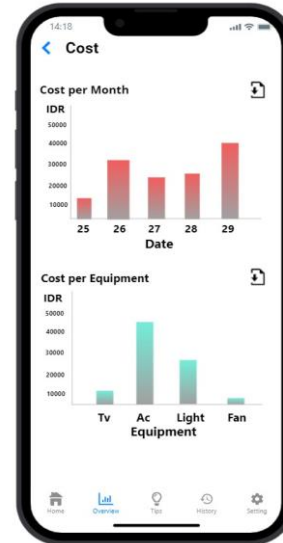 14:18
Cost
Cost per Month
IDR
50000
40000
30000
20000
10000
25 26 27 28 29
Date
Cost per Equipment
IDR
50000
40000
30000
20000
10000
Tv Ac Light Fan
Equipment
Home Overview Tips History Setting